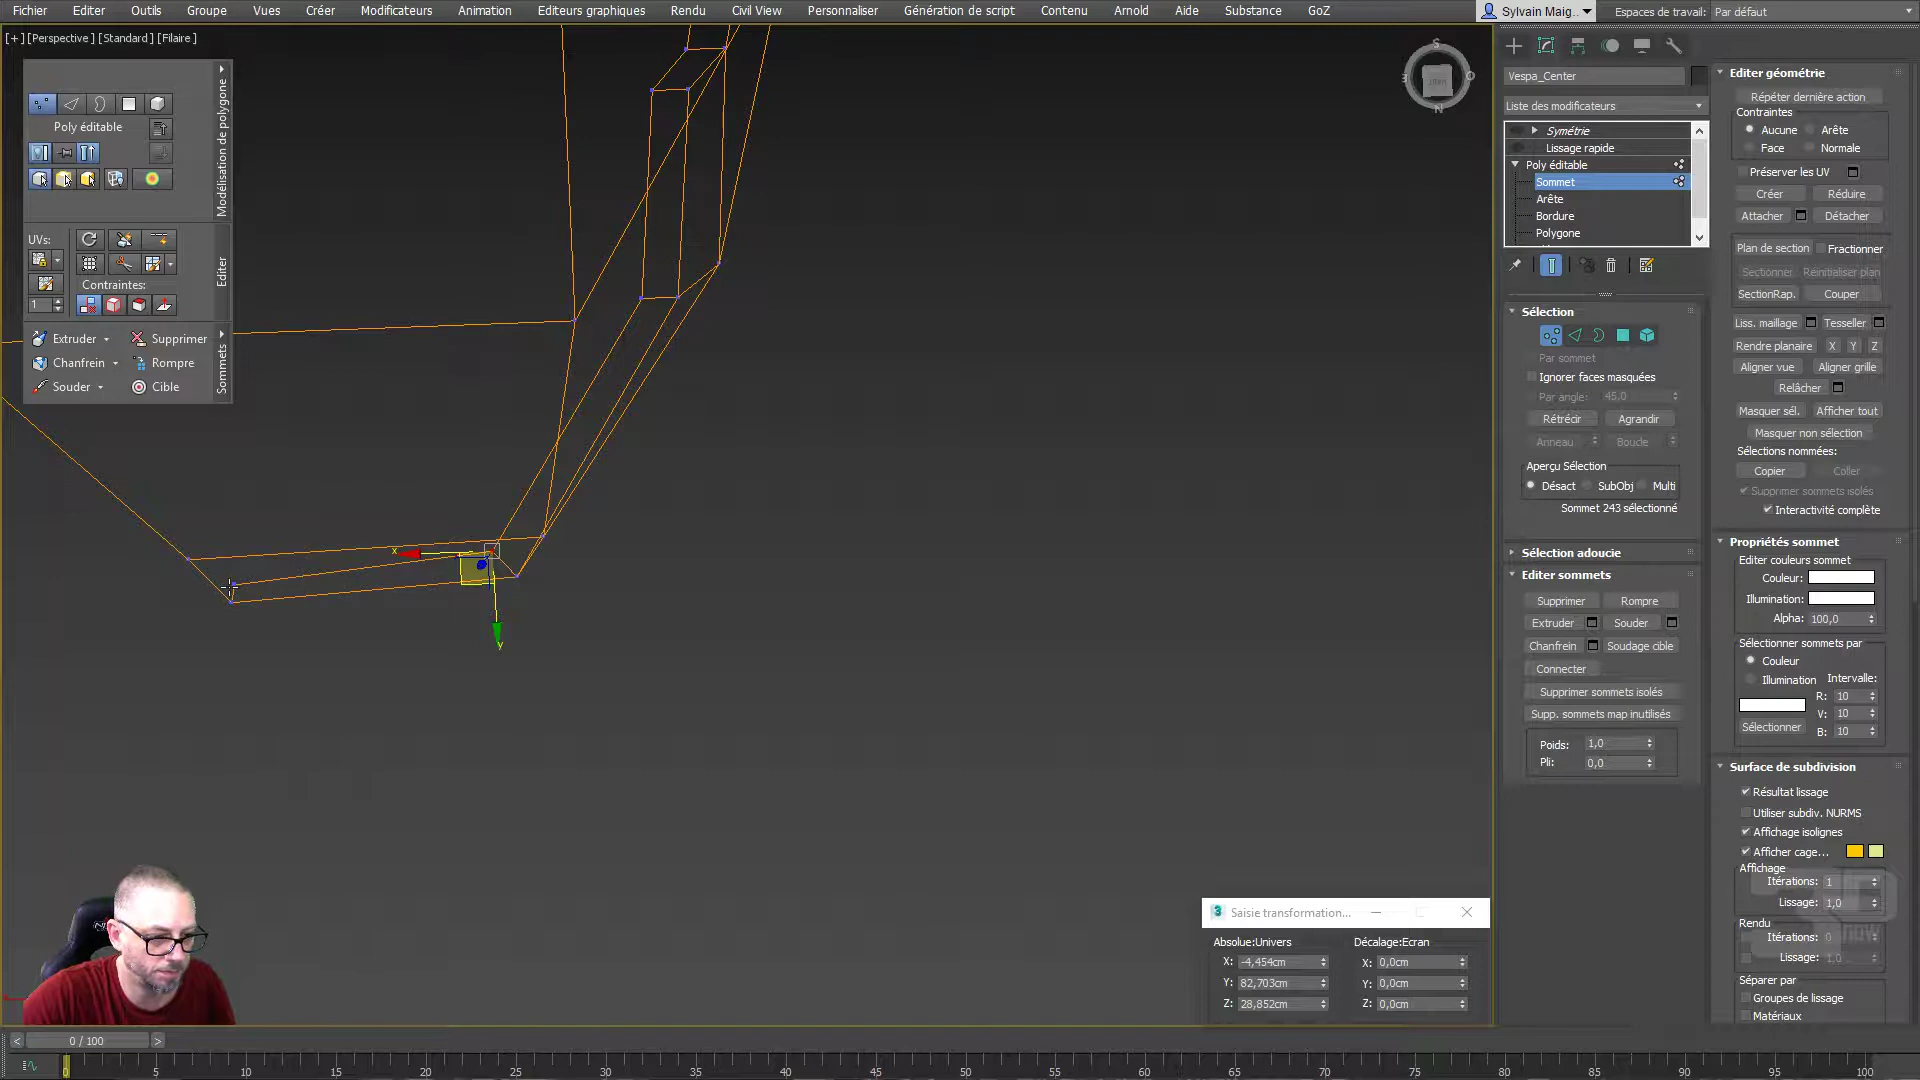 Fichier Editer Outils Groupe Vues Créer Modificateurs Animation Editeurs graphiques Rendu Civil View Personnaliser Génération de script Contenu Arnold Aide Substance GoZ Sylvain Maig.. Espaces de travail: Par défaut
[+] [Perspective ] [Standard ] [Filaire ]
Poly éditable
Modélisation de polygone
UVs:
Contraintes:
1
Editer
Extruder Supprimer
Chanfrein Rompre
Souder Cible
Sommets
S
N
x
y
Vespa_Center
Liste des modificateurs
Symétrie
Lissage rapide
Poly éditable
Sommet
Arête
Bordure
Polygone
Sélection
Par sommet
Ignorer faces masquées
Par angle: 45,0
Rétrécir Agrandir
Anneau Boucle
Aperçu Sélection
Désact SubObj Multi
Sommet 243 sélectionné
Sélection adoucie
Editer sommets
Supprimer Rompre
Extruder Souder
Chanfrein Soudage cible
Connecter
Supprimer sommets isolés
Supp. sommets map inutilisés
Poids: 1,0
Pli: 0,0
Editer géométrie
Répéter dernière action
Contraintes
Aucune Arête
Face Normale
Préserver les UV
Créer Réduire
Attacher Détacher
Plan de section Fractionner
Sectionner Réinitialiser plan
SectionRap. Couper
Liss. maillage Tesseller
Rendre planaire X Y Z
Aligner vue Aligner grille
Relâcher
Masquer sél. Afficher tout
Masquer non sélection
Sélections nommées:
Copier Coller
Supprimer sommets isolés
Interactivité complète
Propriétés sommet
Editer couleurs sommet
Couleur:
Illumination:
Alpha: 100,0
Sélectionner sommets par
Couleur
Illumination Intervalle:
R: 10
V: 10
Sélectionner B: 10
Surface de subdivision
Résultat lissage
Utiliser subdiv. NURMS
Affichage isolignes
Afficher cage...
Affichage
Itérations: 1
Lissage: 1,0
Rendu
Itérations: 0
Lissage: 1,0
Séparer par
Groupes de lissage
Matériaux
3 Saisie transformation...
Absolue:Univers Décalage:Ecran
X: -4,454cm X: 0,0cm
Y: 82,703cm Y: 0,0cm
Z: 28,852cm Z: 0,0cm
< 0 / 100 >
0 5 10 15 20 25 30 35 40 45 50 55 60 65 70 75 80 85 90 95 100